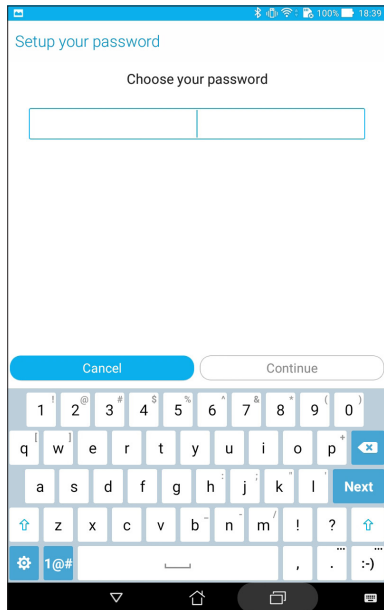 100% 18:39
Setup your password
Choose your password
Cancel Continue
! @ # $ % ^ & * ( )
1 2 3 4 5 6 7 8 9 0
[ ] +
q w e r t y u i o p
: ; " '
a s d f g h j k l Next
_ - /
z x c v b n m ! ?
1@# , . :-)